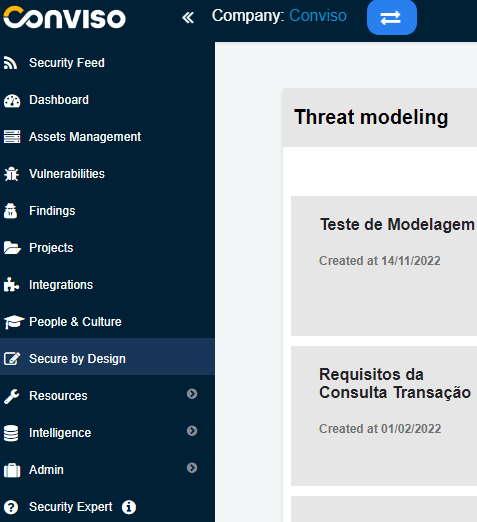 Conviso
Company: Conviso
Security Feed
Dashboard
Assets Management
Vulnerabilities
Findings
Projects
Integrations
People & Culture
Secure by Design
Resources
Intelligence
Admin
Security Expert
Threat modeling
Teste de Modelagem
Created at 14/11/2022
Requisitos da
Consulta Transação
Created at 01/02/2022